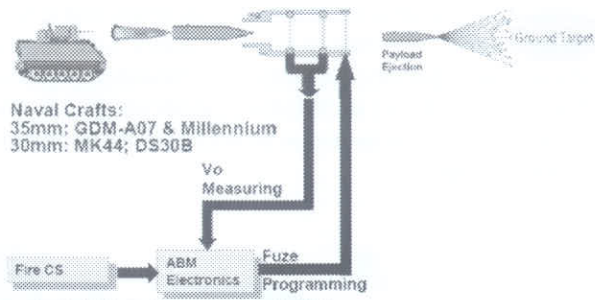 Payload
Ejection
Ground Target
Naval Crafts:
35mm: GDM-A07 & Millennium
30mm: MK44; DS30B
Vo
Measuring
Fire CS
ABM
Electronics
Fuze
Programming